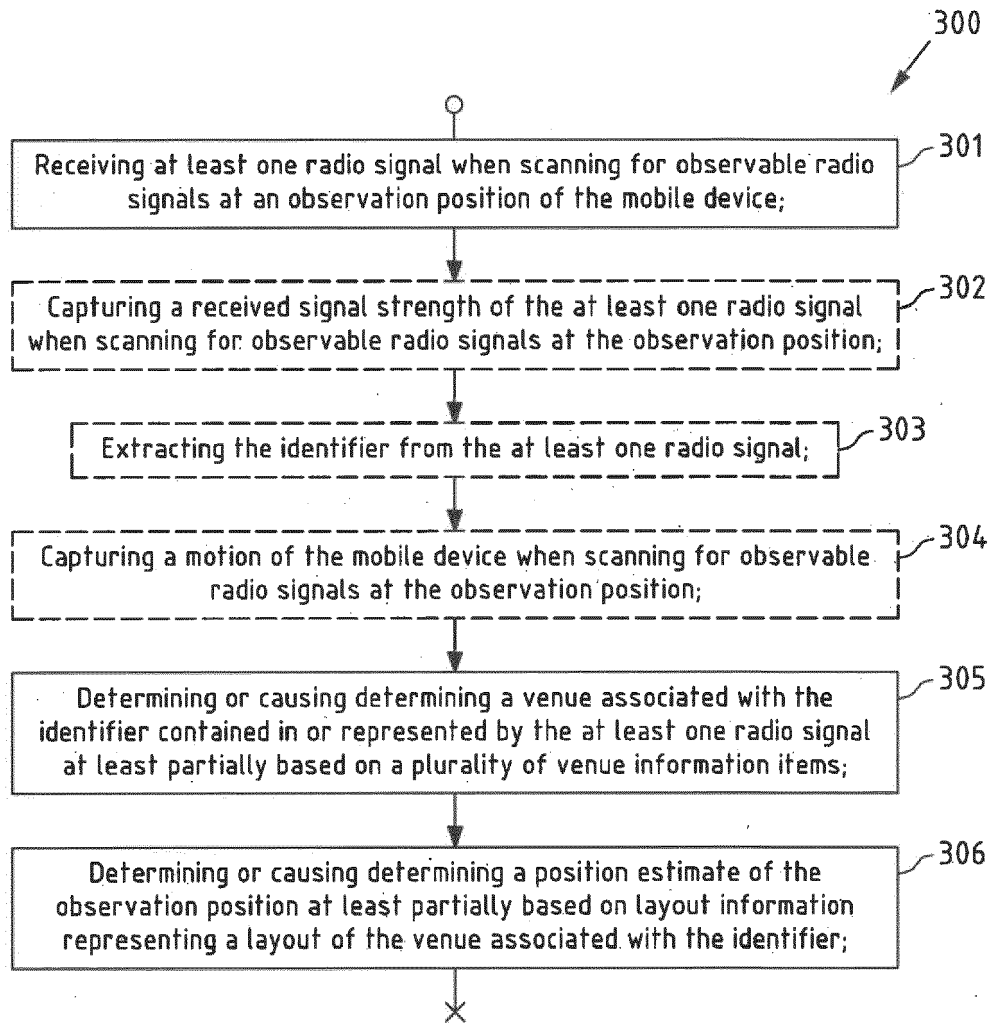 300
Receiving at least one radio signal when scanning for observable radio
signals at an observation position of the mobile device;
301
Capturing a received signal strength of the at least one radio signal
when scanning for observable radio signals at the observation position;
302
Extracting the identifier from the at least one radio signal;
303
Capturing a motion of the mobile device when scanning for observable
radio signals at the observation position;
304
Determining or causing determining a venue associated with the
identifier contained in or represented by the at least one radio signal
at least partially based on a plurality of venue information items;
305
Determining or causing determining a position estimate of the
observation position at least partially based on layout information
representing a layout of the venue associated with the identifier;
306